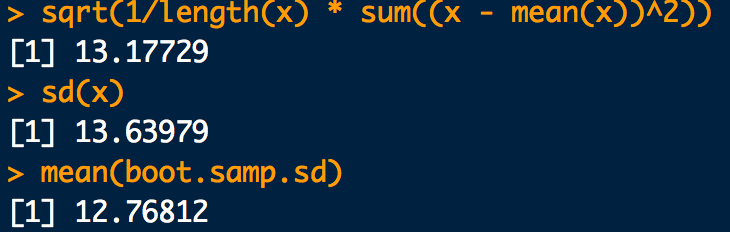 > sqrt(1/length(x) * sum((x - mean(x))^2))
[1] 13.17729
> sd(x)
[1] 13.63979
> mean(boot.samp.sd)
[1] 12.76812